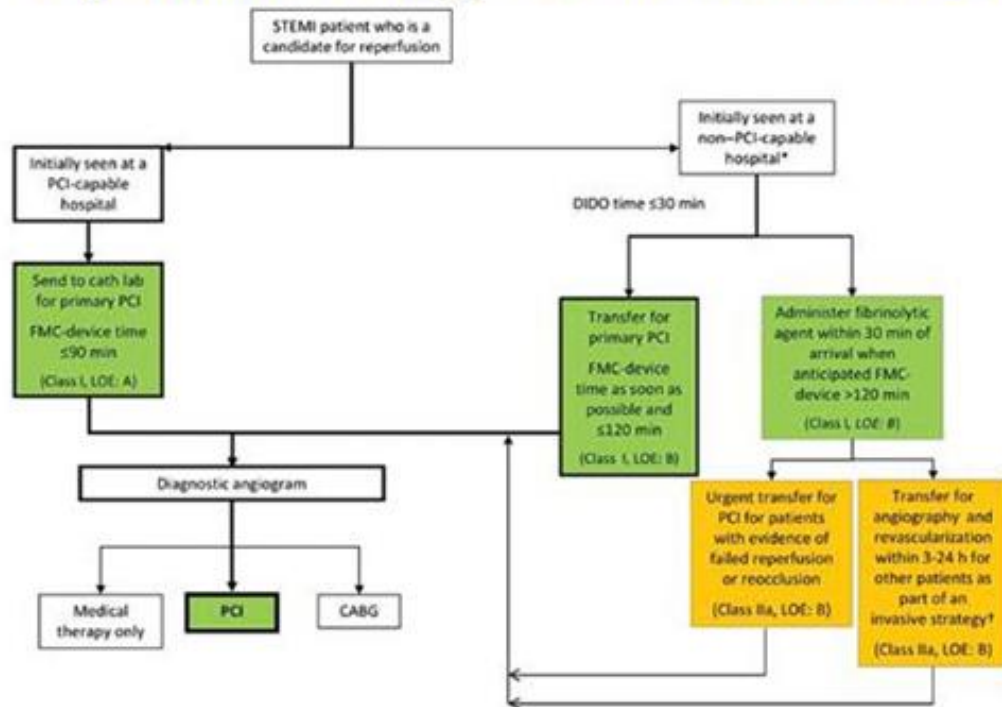 STEMI patient who is a
candidate for reperfusion
Initially seen at a
PCI-capable
hospital
Initially seen at a
non–PCI-capable
hospital*
DIDO time ≤30 min
Send to cath lab
for primary PCI
FMC-device time
≤90 min
(Class I, LOE: A)
Transfer for
primary PCI
FMC-device
time as soon as
possible and
≤120 min
(Class I, LOE: B)
Administer fibrinolytic
agent within 30 min of
arrival when
anticipated FMC-
device >120 min
(Class I, LOE: B)
Diagnostic angiogram
Medical
therapy only
PCI
CABG
Urgent transfer for
PCI for patients
with evidence of
failed reperfusion
or reocclusion
(Class IIa, LOE: B)
Transfer for
angiography and
revascularization
within 3-24 h for
other patients as
part of an
invasive strategy†
(Class IIa, LOE: B)